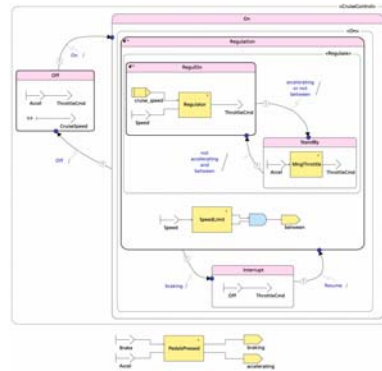 <CruiseControl>
On
<On>
On /
Regulation
<Regulate>
Off
RegulOn
Accel
ThrottleCmd
CruiseSpeed
cruise_speed
Regulator
Speed
ThrottleCmd
accelerating
or not
between
StandBy
Off /
not
accelerating
and
between
Accel
ThrottleCmd
Speed
SpeedLimit
between
braking /
Interrupt
Off
ThrottleCmd
Resume /
Brake
PedalsPressed
braking
Accel
accelerating